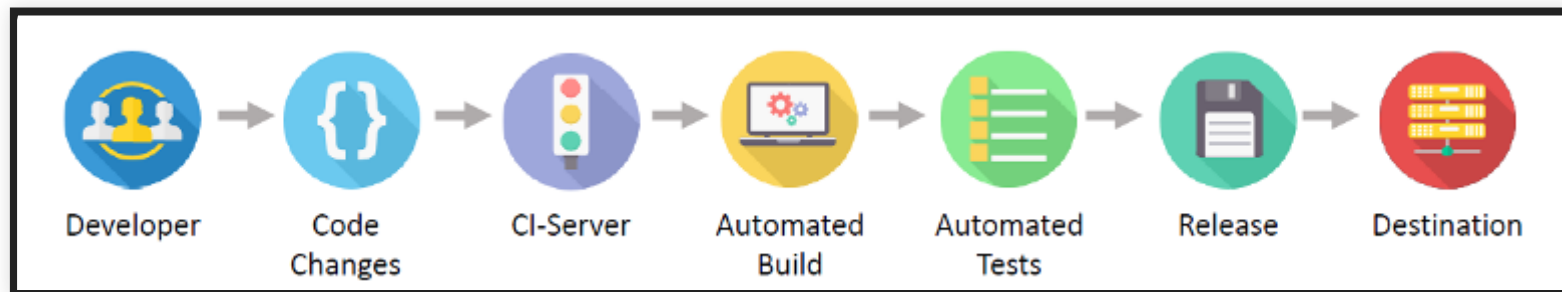 Developer
Code
Changes
CI-Server
Automated
Build
Automated
Tests
Release
Destination